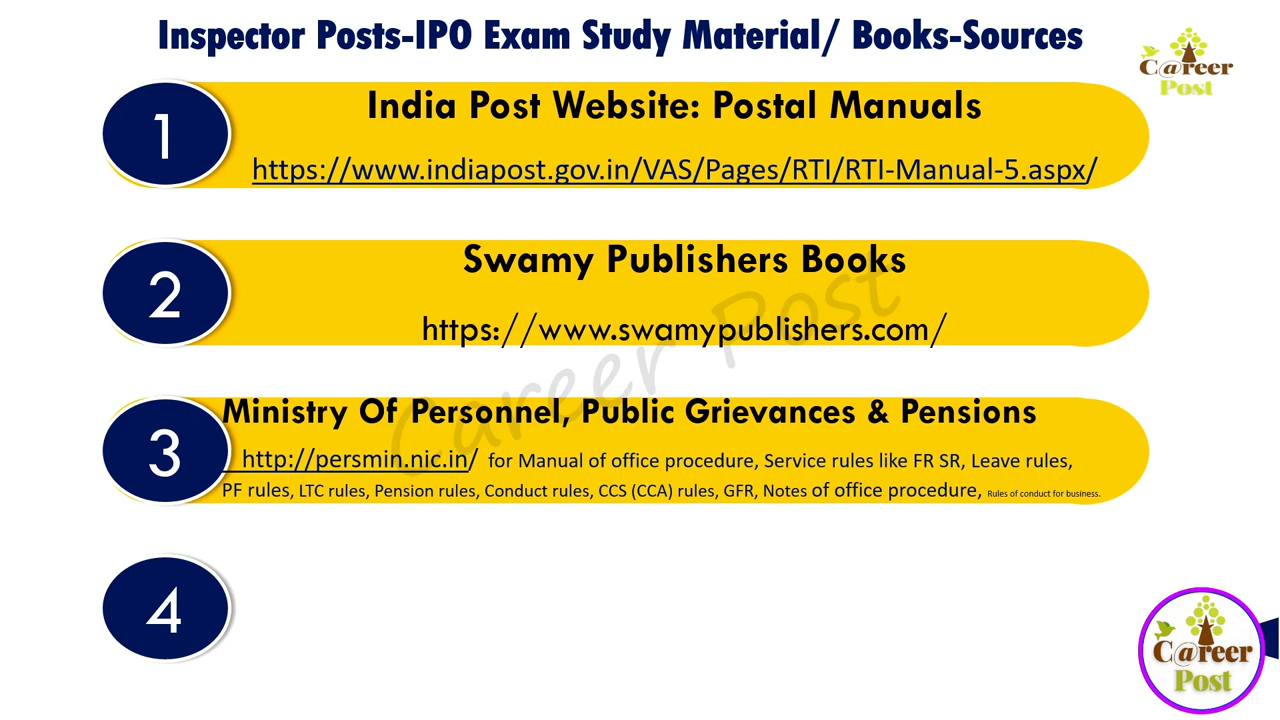 Inspector Posts-IPO Exam Study Material/ Books-Sources
C@reer
Post
1
India Post Website: Postal Manuals
https://www.indiapost.gov.in/VAS/Pages/RTI/RTI-Manual-5.aspx/
2
Swamy Publishers Books
https://www.swamypublishers.com/
Career Post
3
Ministry Of Personnel, Public Grievances & Pensions
http://persmin.nic.in/ for Manual of office procedure, Service rules like FR SR, Leave rules,
PF rules, LTC rules, Pension rules, Conduct rules, CCS (CCA) rules, GFR, Notes of office procedure, Rules of conduct for business.
4
C@reer
Post